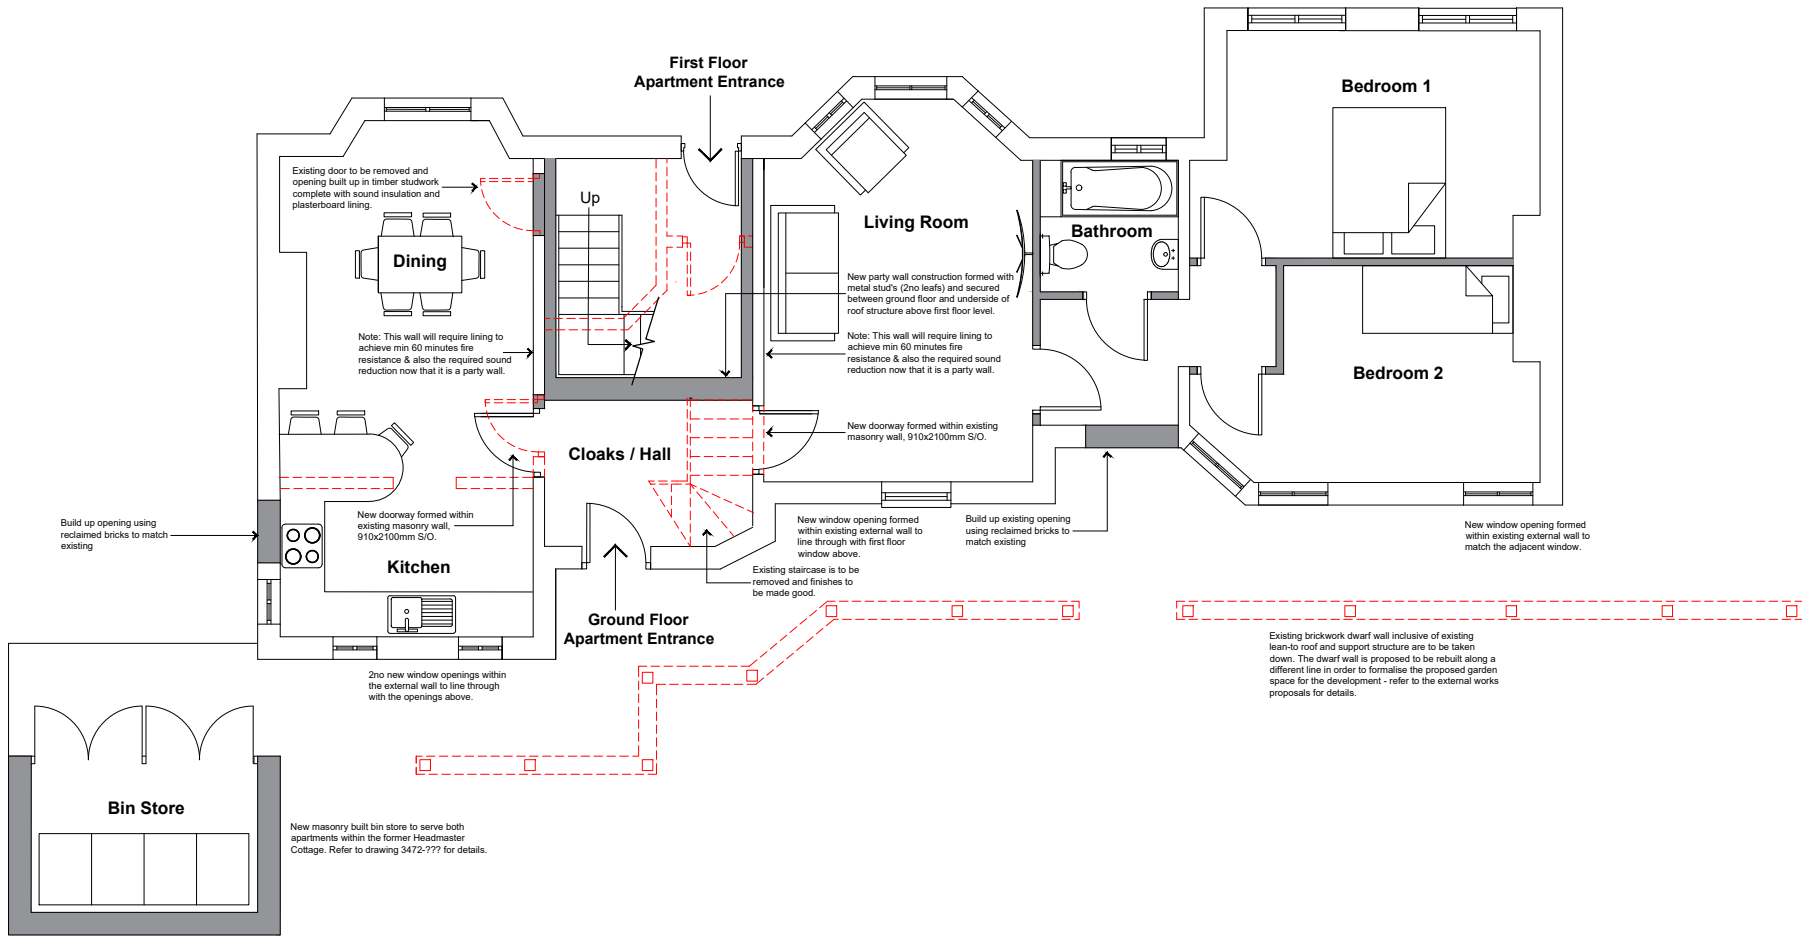 First Floor
Apartment Entrance
Bedroom 1
Existing door to be removed and
opening built up in timber studwork
complete with sound insulation and
plasterboard lining.
Up
Living Room
Bathroom
Dining
New party wall construction formed with
metal stud's (2no leafs) and secured
between ground floor and underside of
roof structure above first floor level.
Note: This wall will require lining to
achieve min 60 minutes fire
resistance & also the required sound
reduction now that it is a party wall.
Note: This wall will require lining to
achieve min 60 minutes fire
resistance & also the required sound
reduction now that it is a party wall.
Bedroom 2
New doorway formed within existing
masonry wall, 910x2100mm S/O.
Cloaks / Hall
Build up opening using
reclaimed bricks to match
existing
New doorway formed within
existing masonry wall,
910x2100mm S/O.
New window opening formed
within existing external wall to
line through with first floor
window above.
Build up existing opening
using reclaimed bricks to
match existing
New window opening formed
within existing external wall to
match the adjacent window.
Kitchen
Existing staircase is to be
removed and finishes to
be made good.
Ground Floor
Apartment Entrance
Existing brickwork dwarf wall inclusive of existing
lean-to roof and support structure are to be taken
down. The dwarf wall is proposed to be rebuilt along a
different line in order to formalise the proposed garden
space for the development - refer to the external works
proposals for details.
2no new window openings within
the external wall to line through
with the openings above.
Bin Store
New masonry built bin store to serve both
apartments within the former Headmaster
Cottage. Refer to drawing 3472-??? for details.